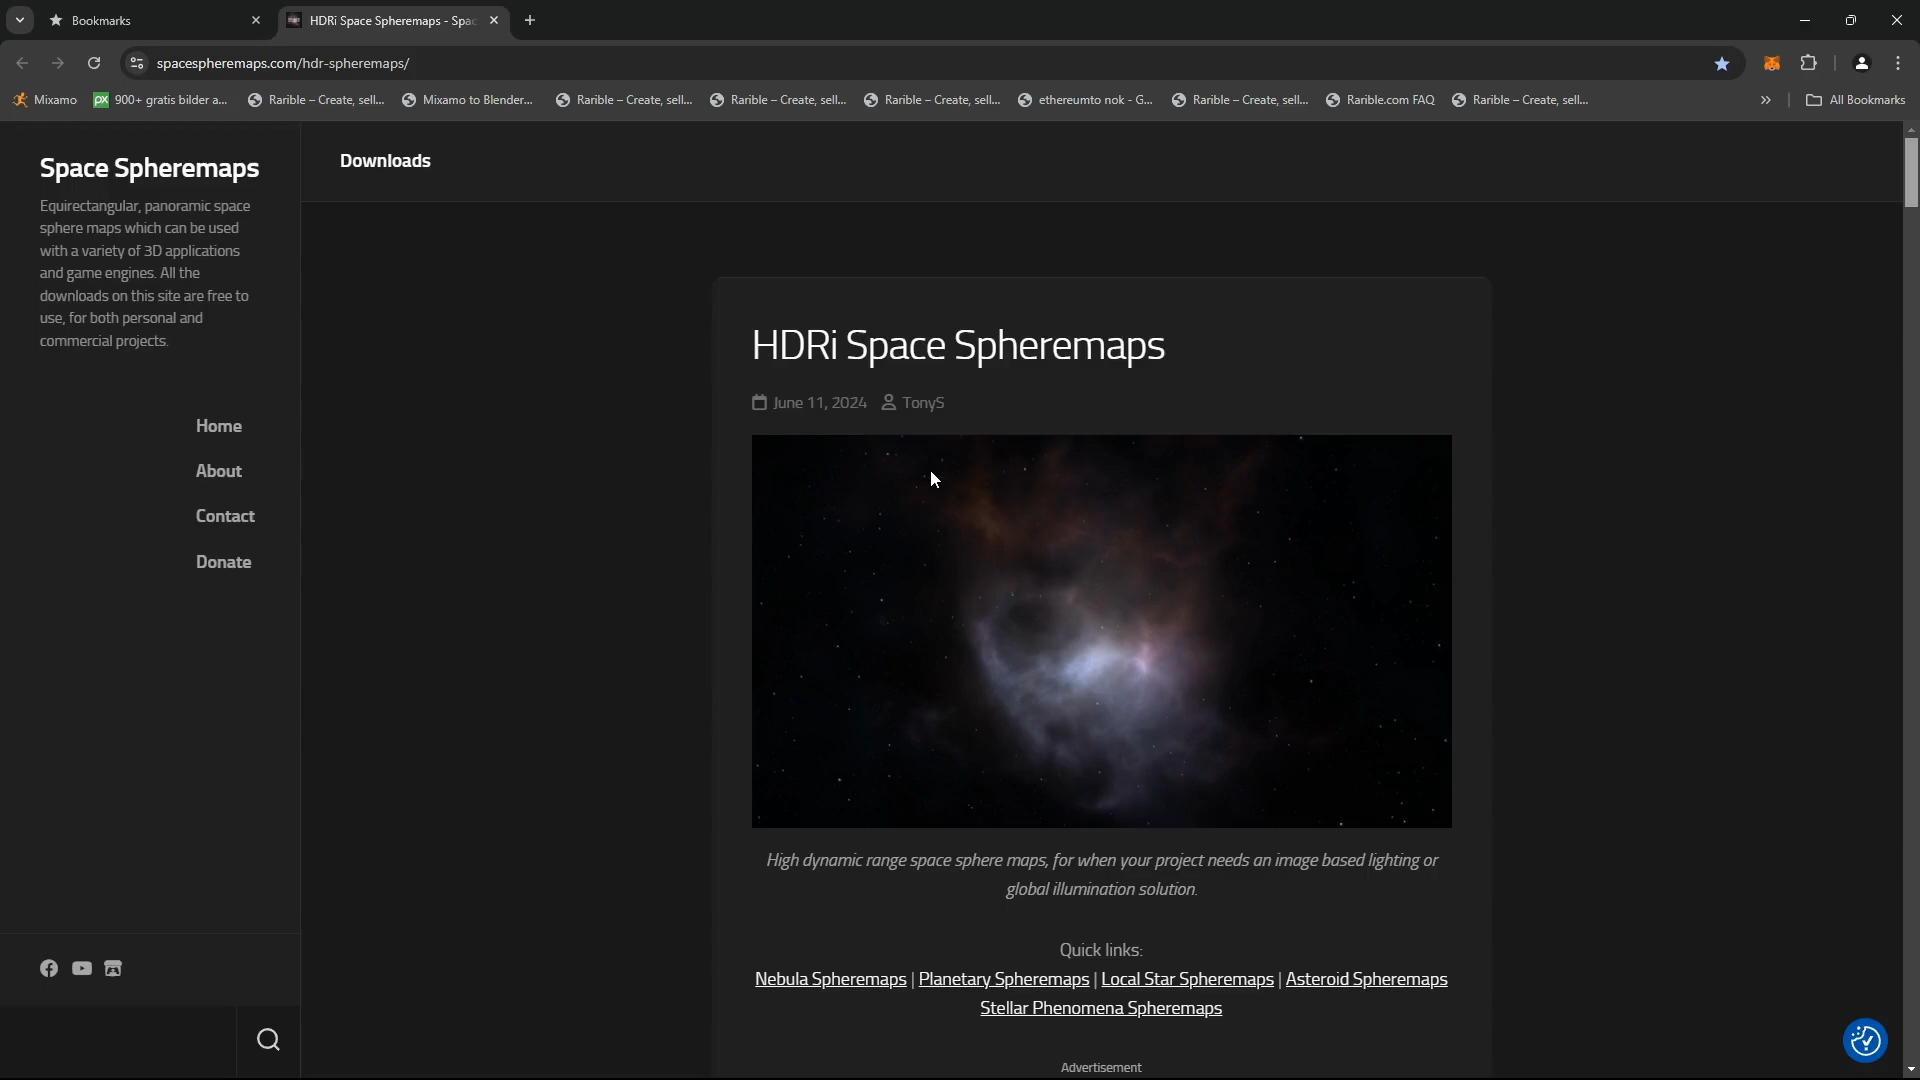 Bookmarks
HDRi Space Spheremaps - Spac
spacespheremaps.com/hdr-spheremaps/
Mixamo
900+ gratis bilder a...
Rarible – Create, sell...
Mixamo to Blender...
Rarible – Create, sell...
Rarible – Create, sell...
Rarible – Create, sell...
ethereumto nok - G...
Rarible – Create, sell...
Rarible.com FAQ
Rarible – Create, sell...
All Bookmarks
Space Spheremaps
Equirectangular, panoramic space
sphere maps which can be used
with a variety of 3D applications
and game engines. All the
downloads on this site are free to
use, for both personal and
commercial projects.
Home
About
Contact
Donate
Downloads
HDRi Space Spheremaps
June 11, 2024 TonyS
High dynamic range space sphere maps, for when your project needs an image based lighting or
global illumination solution.
Quick links:
Nebula Spheremaps | Planetary Spheremaps | Local Star Spheremaps | Asteroid Spheremaps
Stellar Phenomena Spheremaps
Advertisement